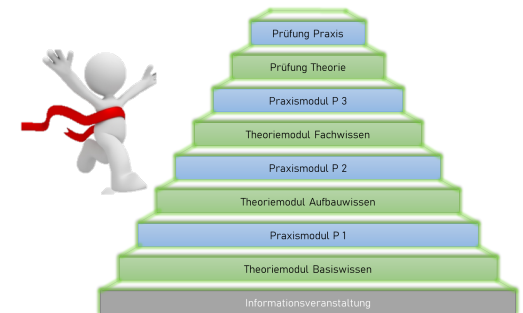 Prüfung Praxis
Prüfung Theorie
Praxismodul P 3
Theoriemodul Fachwissen
Praxismodul P 2
Theoriemodul Aufbauwissen
Praxismodul P 1
Theoriemodul Basiswissen
Informationsveranstaltung